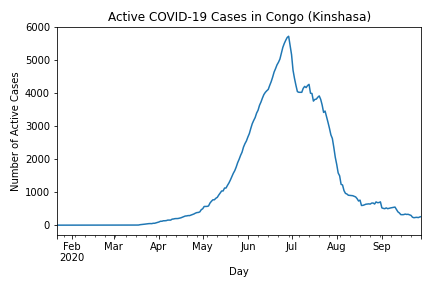 Active COVID-19 Cases in Congo (Kinshasa)
6000
5000
4000
3000
2000
1000
0
Number of Active Cases
Feb Mar Apr May Jun Jul Aug Sep
2020
Day